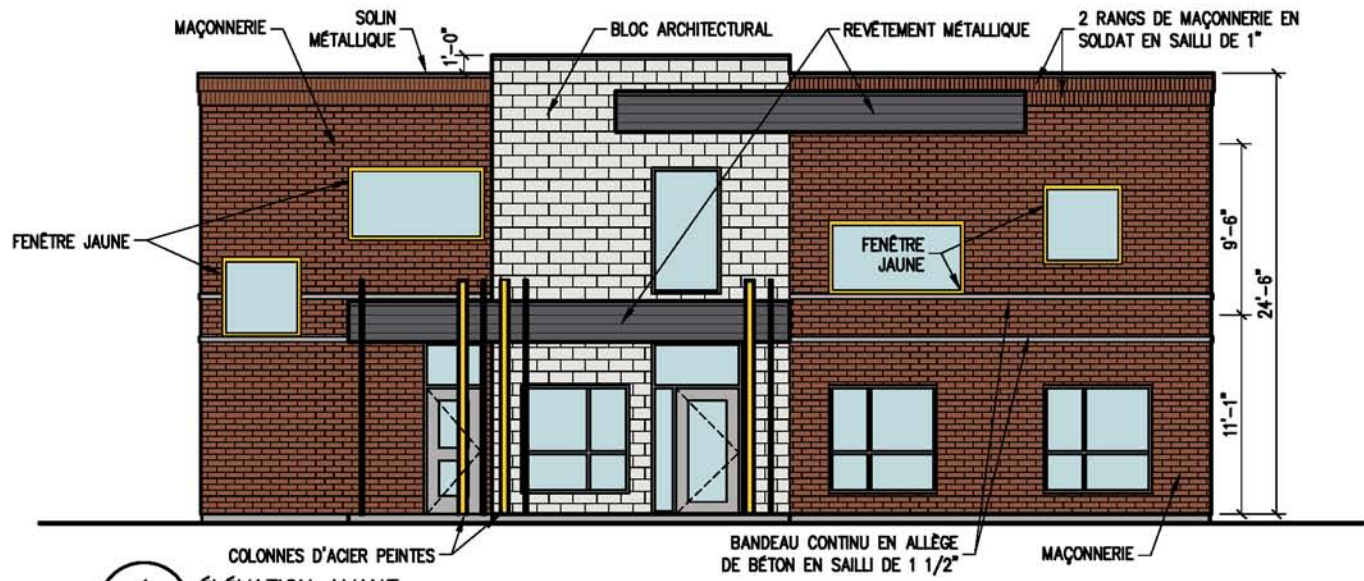 MAÇONNERIE
SOLIN
MÉTALLIQUE
1'-0"
BLOC ARCHITECTURAL
REVÊTEMENT MÉTALLIQUE
2 RANGS DE MAÇONNERIE EN
SOLDAT EN SAILLI DE 1"
FENÊTRE JAUNE
FENÊTRE
JAUNE
9'-6"
24'-6"
11'-1"
COLONNES D'ACIER PEINTES
BANDEAU CONTINU EN ALLÈGE
DE BÉTON EN SAILLI DE 1 1/2"
MAÇONNERIE
ÉLÉVATION AVANT